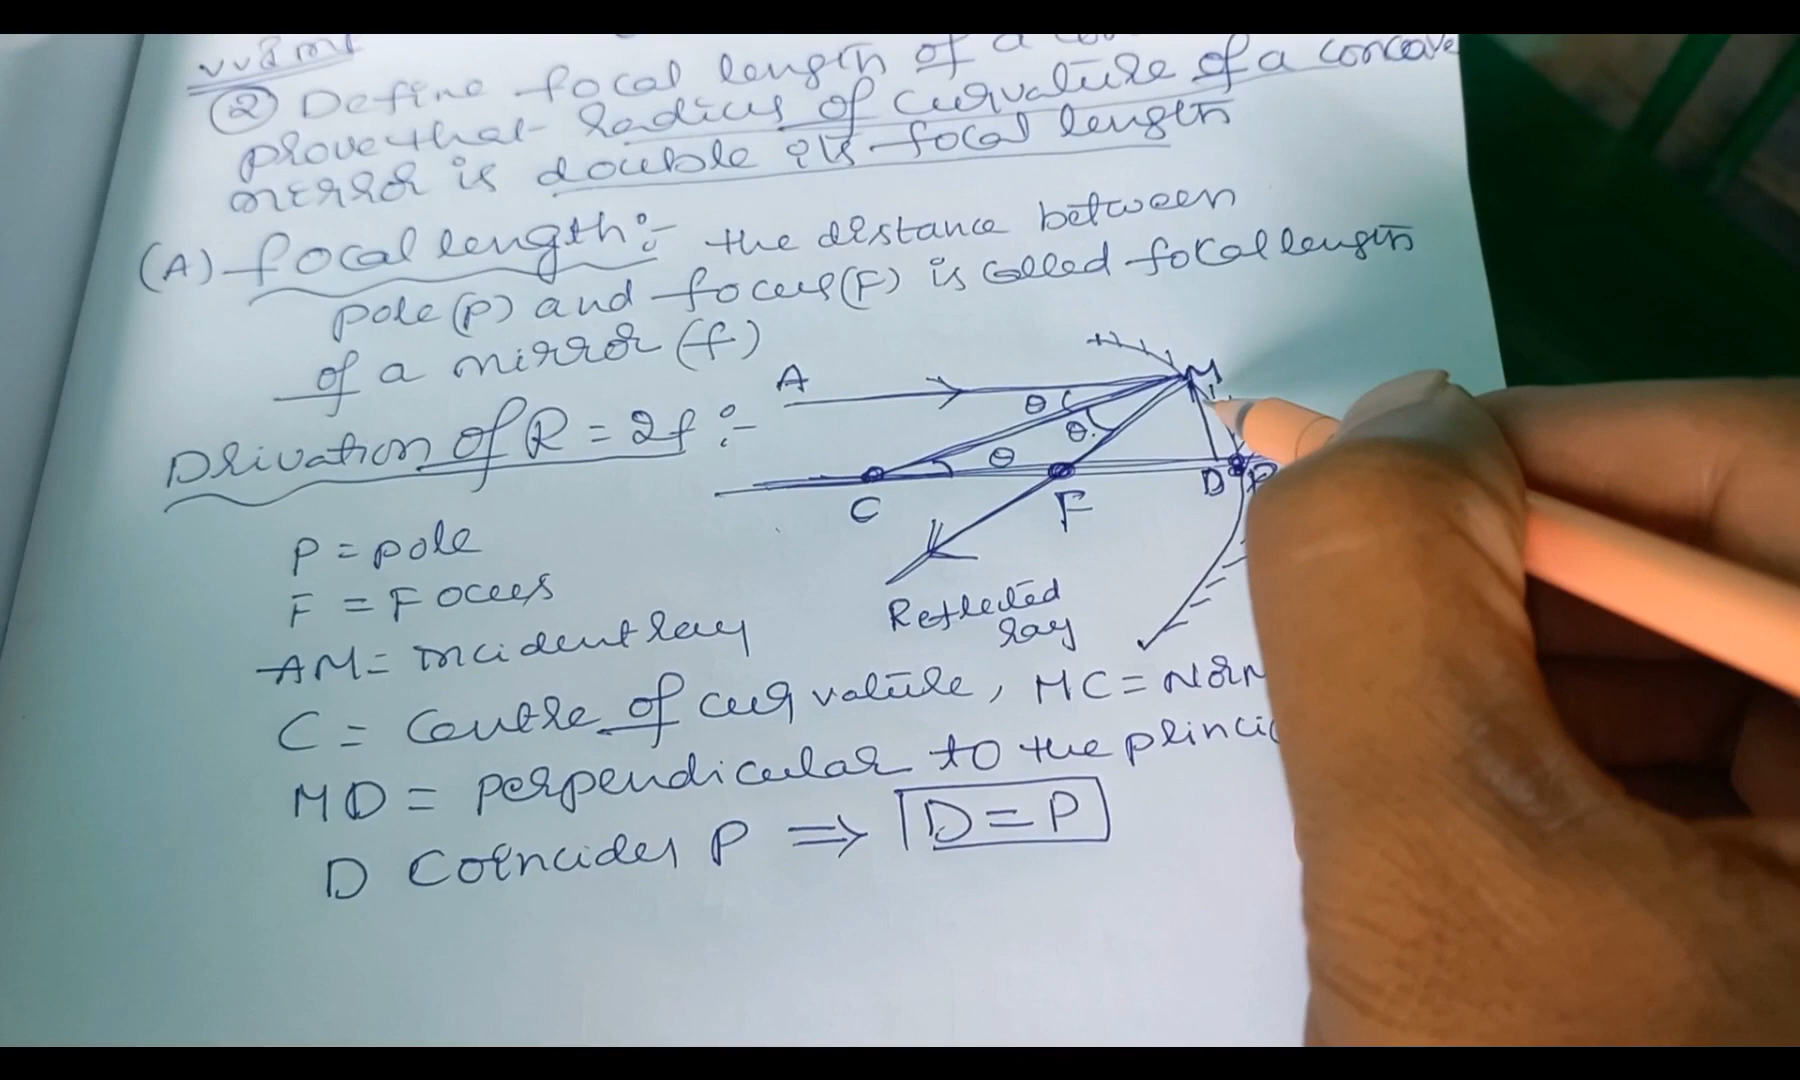 vvimp
② Define focal length of a
prove that radius of curvature of a concave
mirror is double its focal length
(A) focal length:- the distance between
pole (P) and focus (F) is called focal length
of a mirror (f)
Drivation of R = 2f :-
A
M
θ
θ
θ
C
F
D
P
Reflected
ray
P = pole
F = Focus
AM = incident ray
C = Centre of curvature, MC =
MD = perpendicular to the
D Coincides P ⇒ D = P